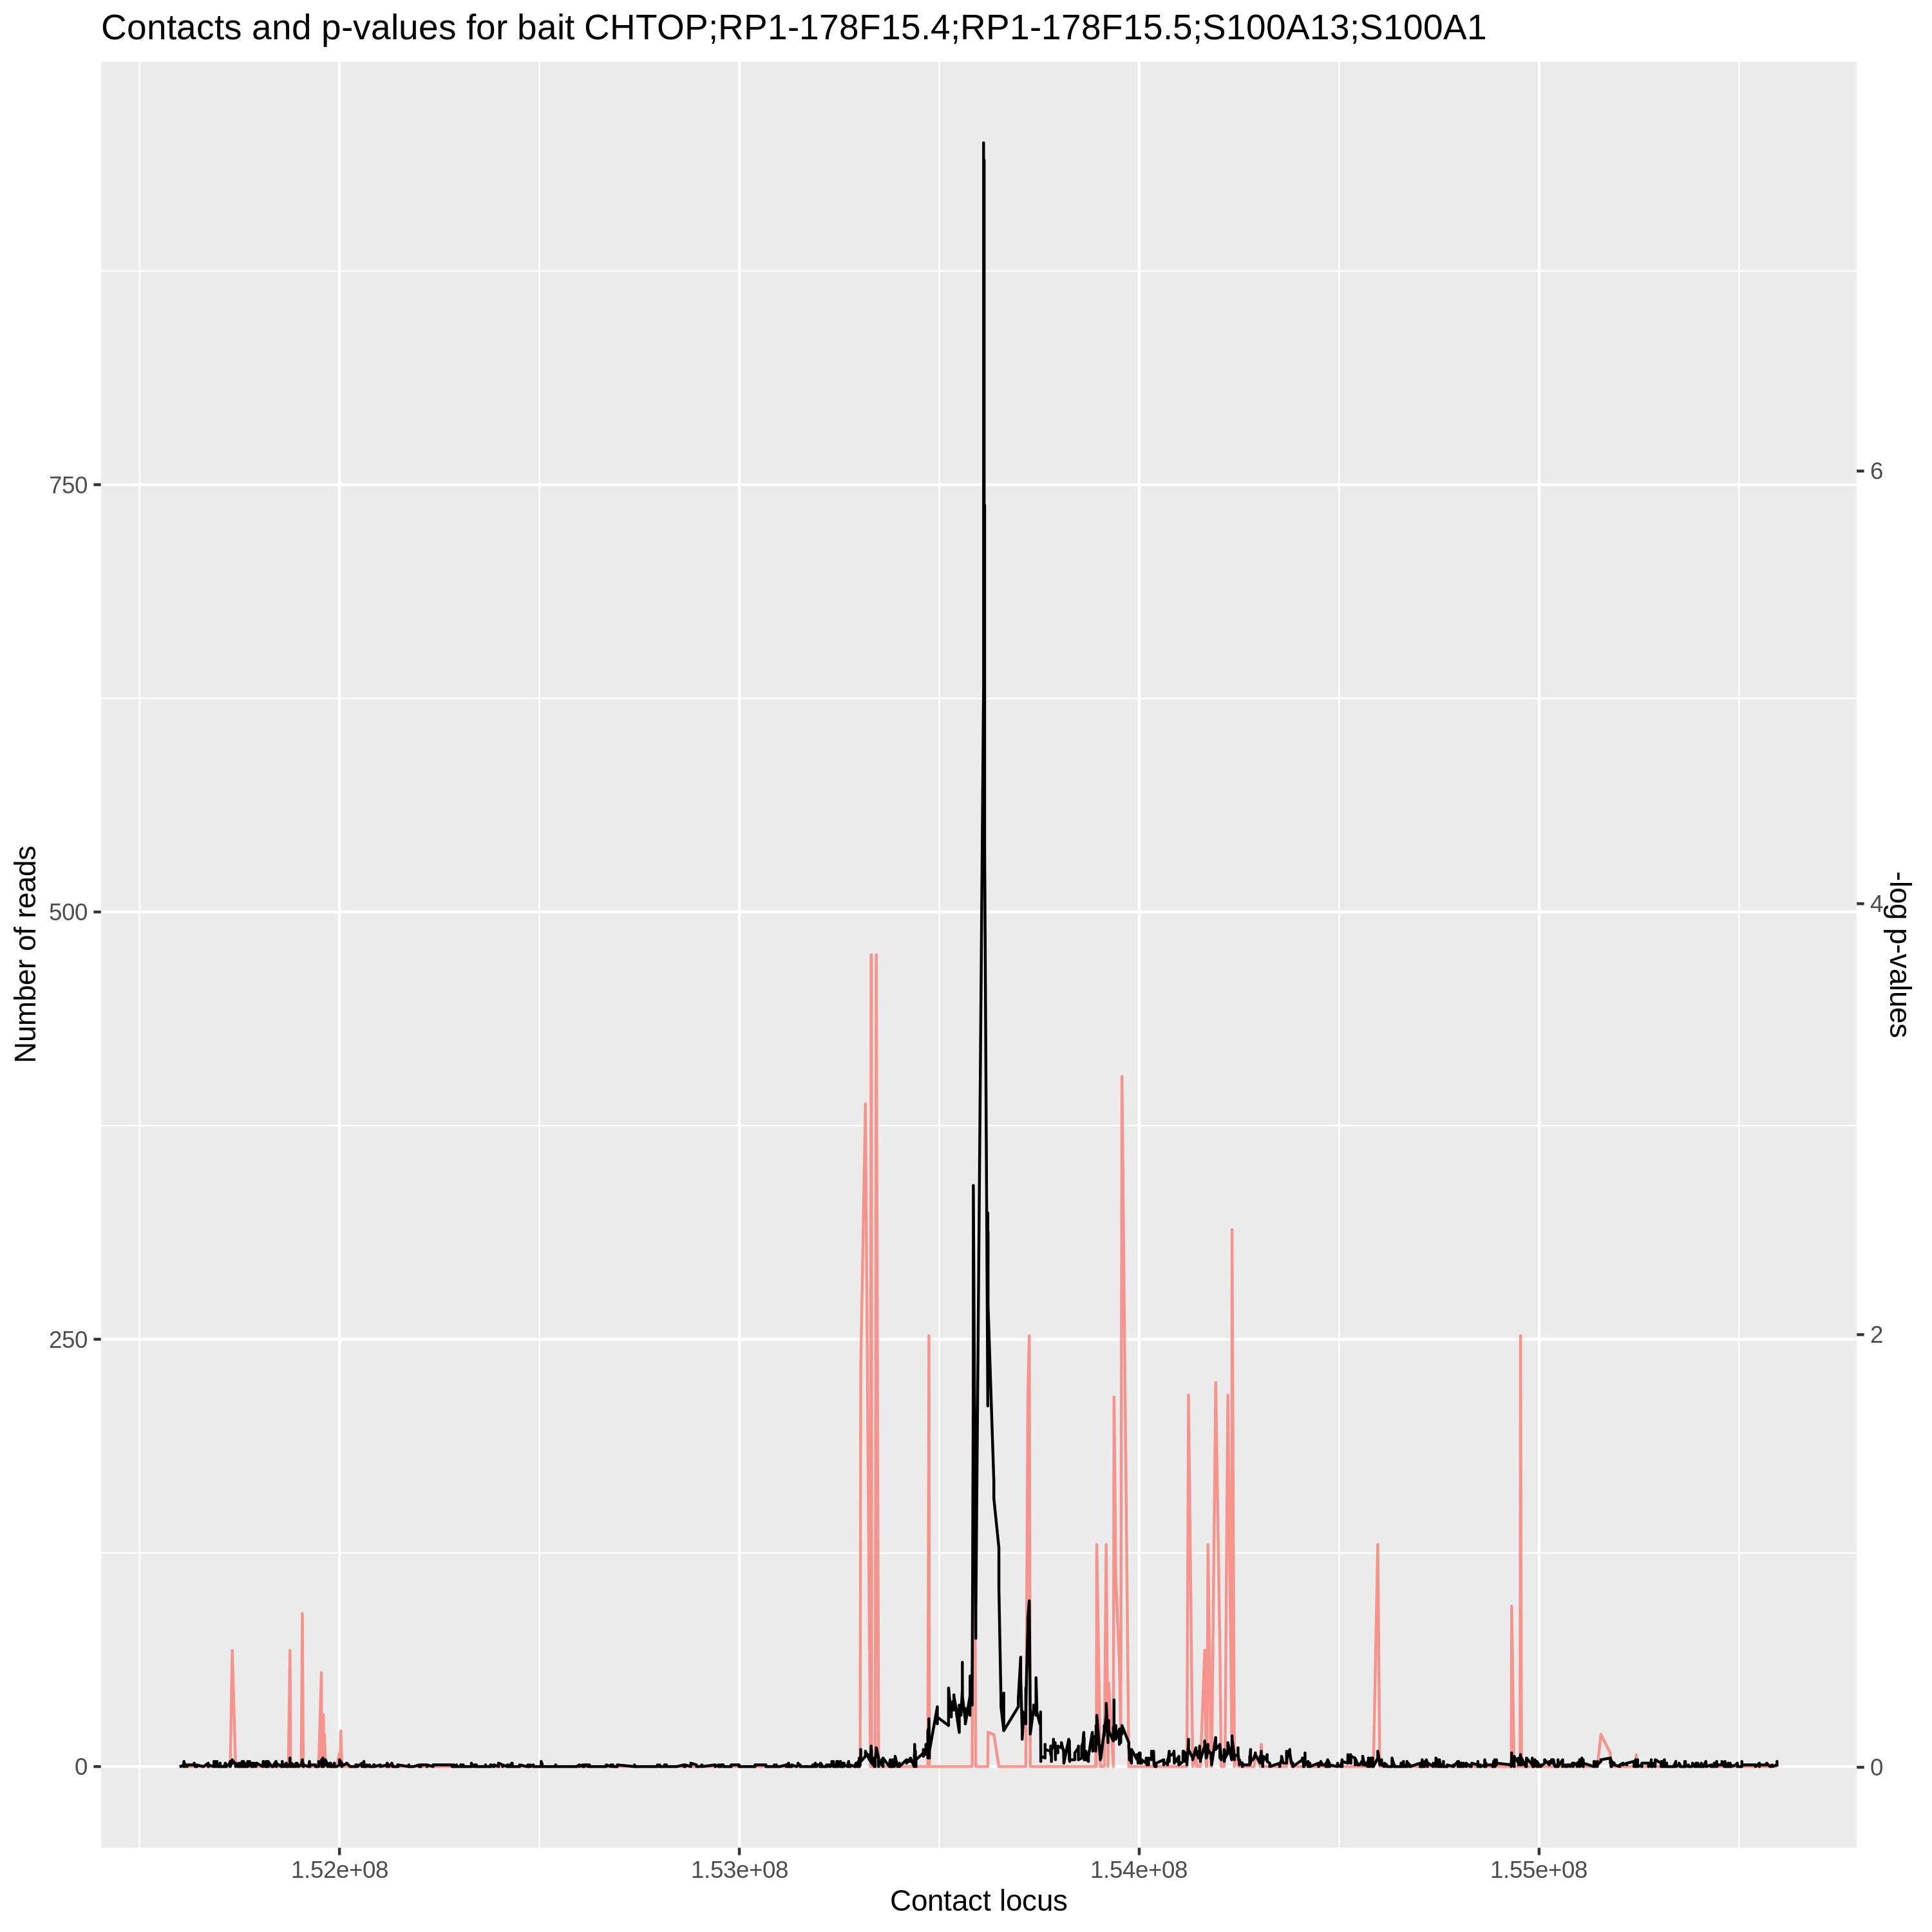 Contacts and p-values for bait CHTOP;RP1-178F15.4;RP1-178F15.5;S100A13;S100A1
Number of reads
750
500
250
0
6
4
2
0
-log p-values
1.52e+08
1.53e+08
1.54e+08
1.55e+08
Contact locus